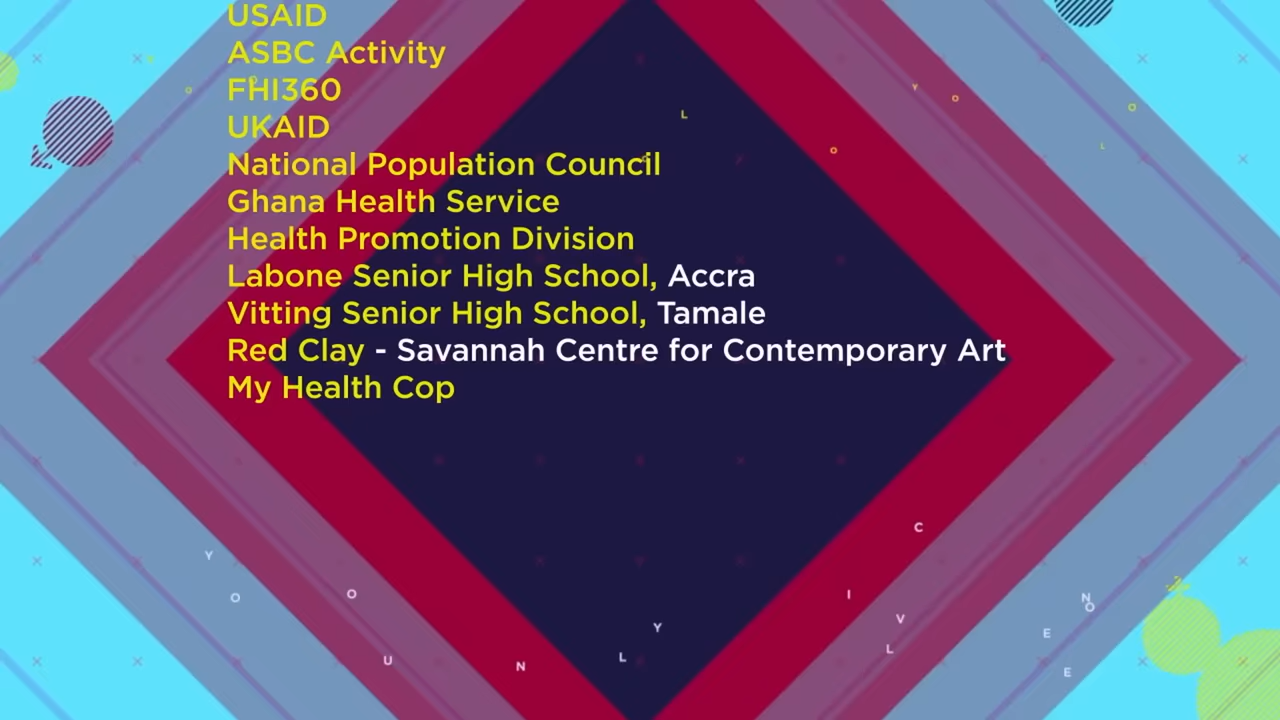 USAID
ASBC Activity
FHI360
UKAID
National Population Council
Ghana Health Service
Health Promotion Division
Labone Senior High School, Accra
Vitting Senior High School, Tamale
Red Clay - Savannah Centre for Contemporary Art
My Health Cop
Y O O U N L Y L I V E O N C E